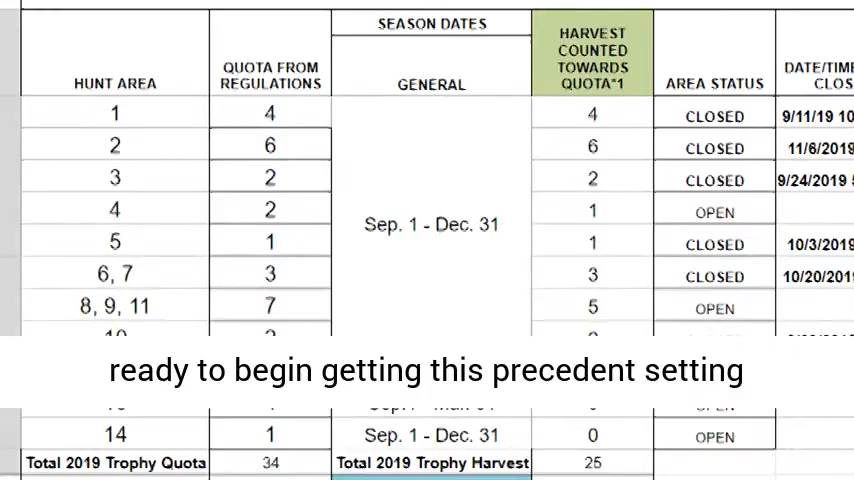 SEASON DATES
HUNT AREA QUOTA FROM REGULATIONS GENERAL HARVEST COUNTED TOWARDS QUOTA*1 AREA STATUS DATE/TIME CLOS
1 4 4 CLOSED 9/11/19 10
2 6 6 CLOSED 11/6/2019
3 2 2 CLOSED 9/24/2019
4 2 Sep. 1 - Dec. 31 1 OPEN
5 1 1 CLOSED 10/3/2019
6, 7 3 3 CLOSED 10/20/2019
8, 9, 11 7 5 OPEN
ready to begin getting this precedent setting
14 1 Sep. 1 - Dec. 31 0 OPEN
Total 2019 Trophy Quota 34 Total 2019 Trophy Harvest 25